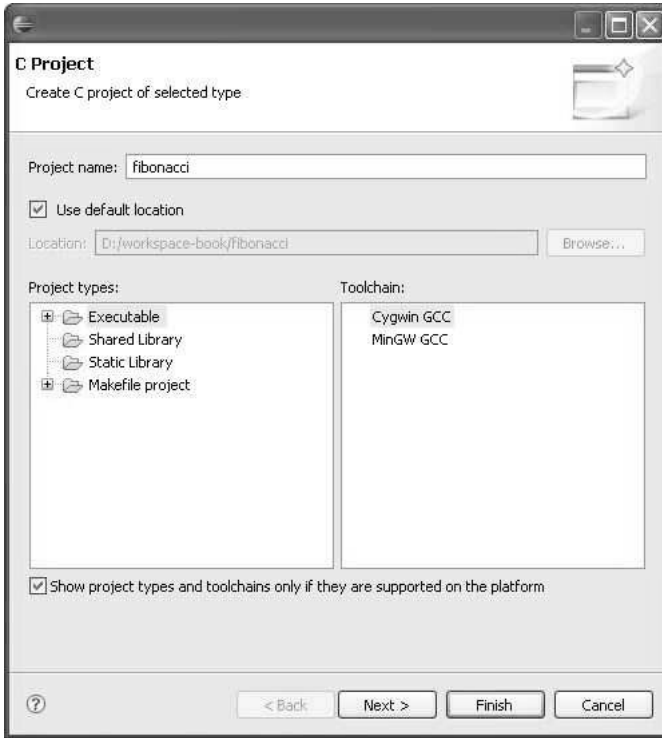 C Project
Create C project of selected type
Project name: fibonacci
Use default location
Location: D:/workspace-book/fibonacci Browse...
Project types: Toolchain:
Executable Cygwin GCC
Shared Library MinGW GCC
Static Library
Makefile project
Show project types and toolchains only if they are supported on the platform
? < Back Next > Finish Cancel